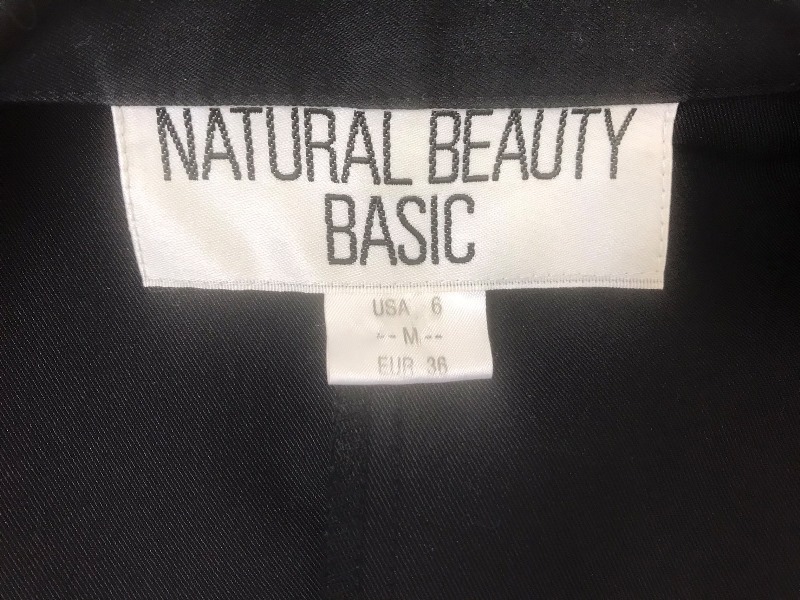 NATURAL BEAUTY
BASIC
USA 6
--M--
EUR 36